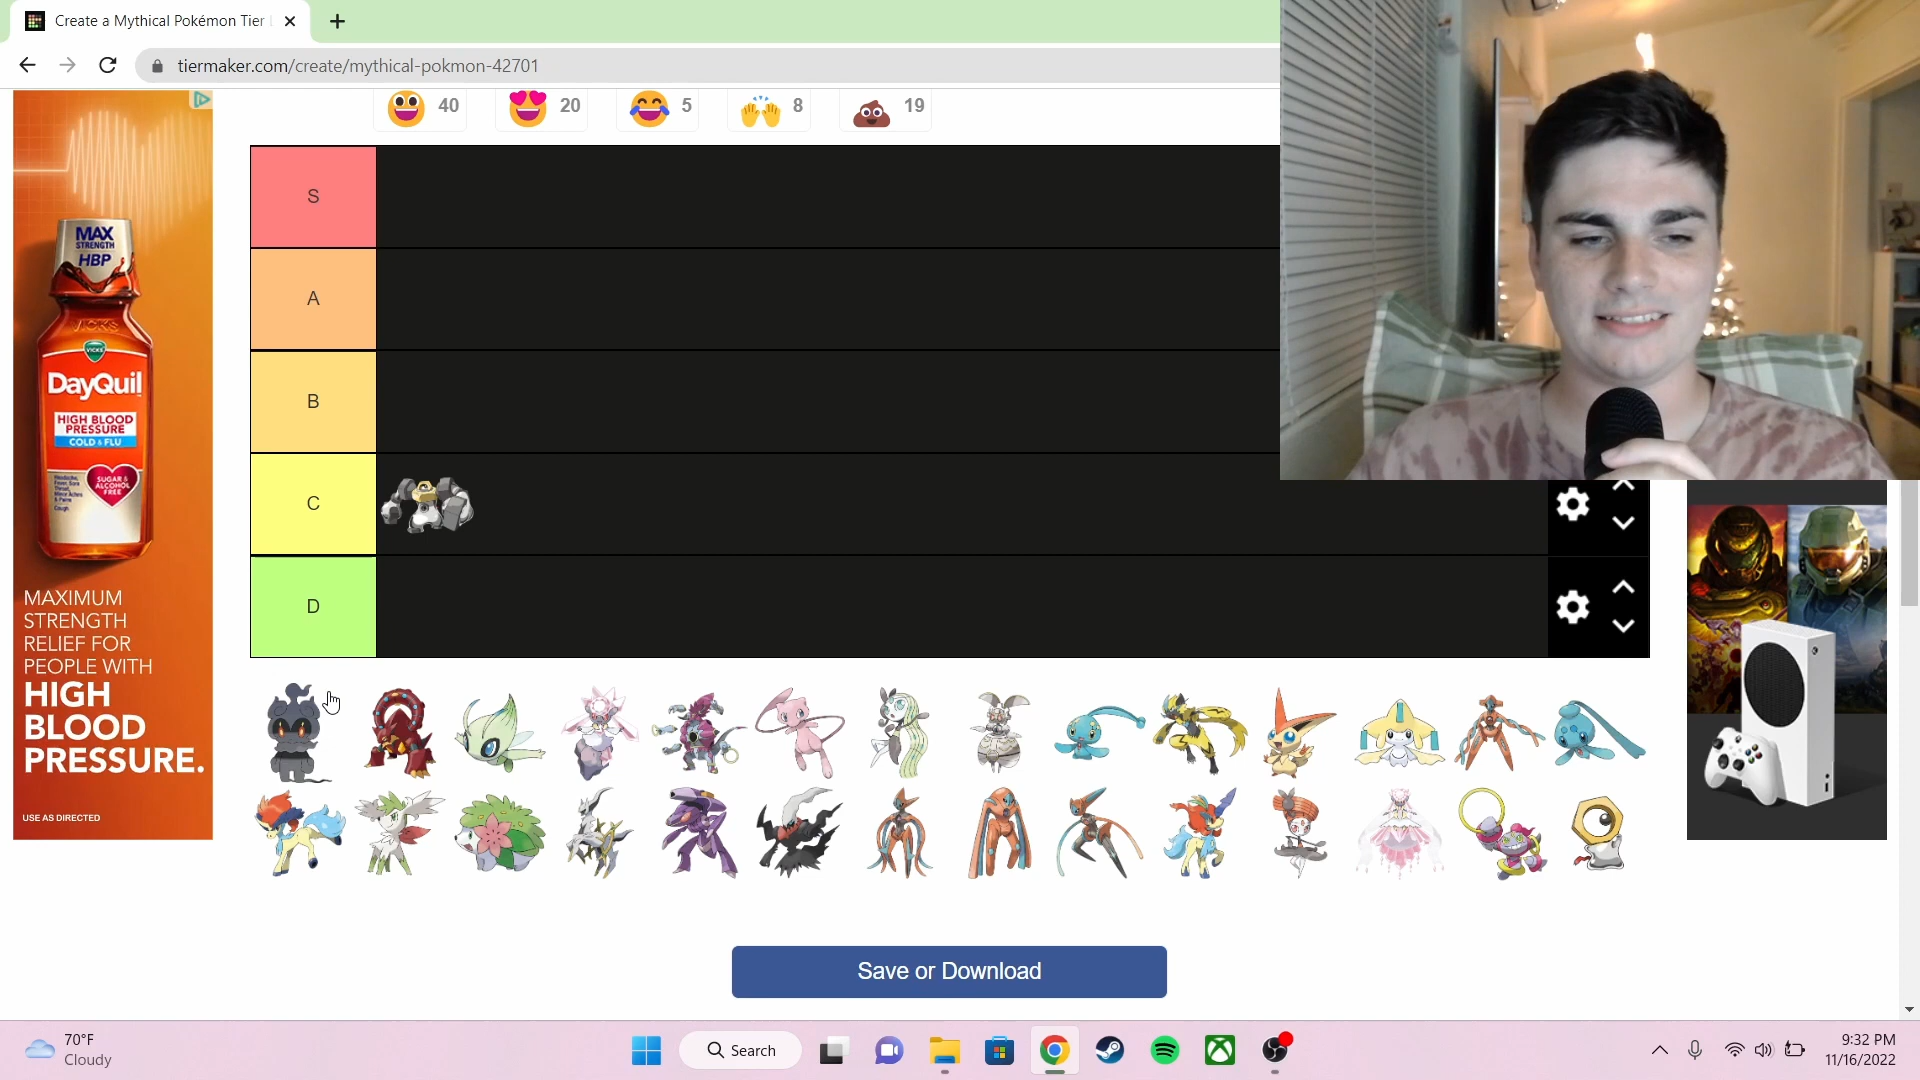 Create a Mythical Pokémon Tier
tiermaker.com/create/mythical-pokmon-42701
40
20
5
8
19
S
A
B
C
D
MAX
STRENGTH
HBP
VICKS
VICKS
DayQuil
HIGH BLOOD
PRESSURE
COLD & FLU
SUGAR &
ALCOHOL
FREE
MAXIMUM
STRENGTH
RELIEF FOR
PEOPLE WITH
HIGH
BLOOD
PRESSURE.
USE AS DIRECTED
Save or Download
70°F
Cloudy
Search
9:32 PM
11/16/2022